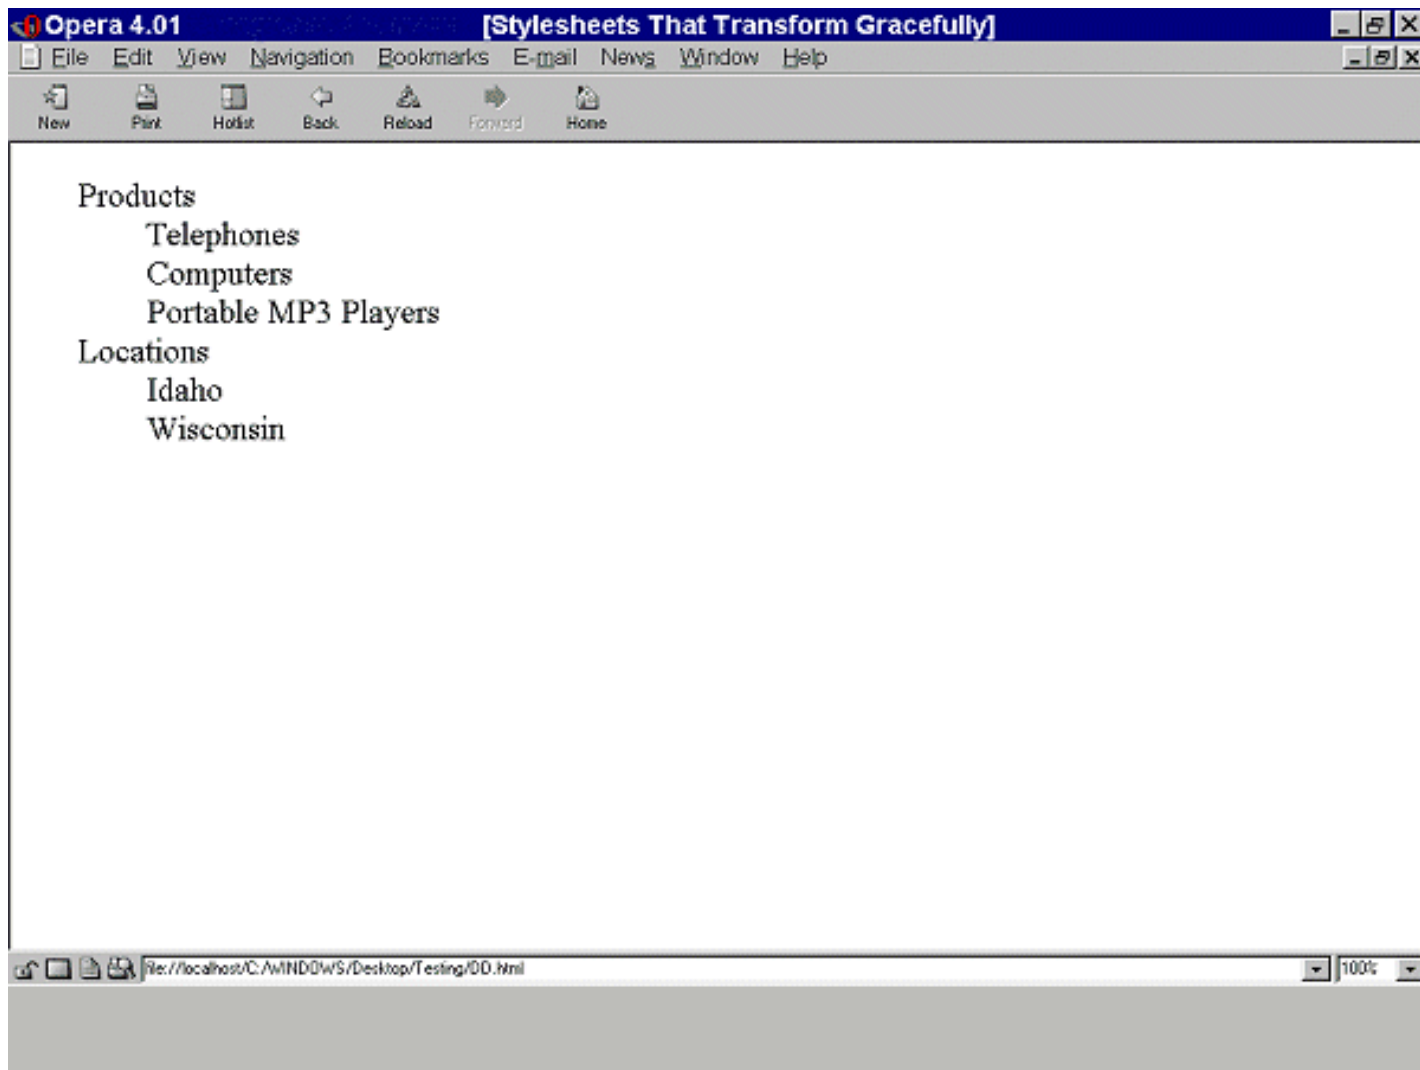 Opera 4.01 [Stylesheets That Transform Gracefully]
File Edit View Navigation Bookmarks E-mail News Window Help
New Print Hotlist Back Reload Forward Home
Products
Telephones
Computers
Portable MP3 Players
Locations
Idaho
Wisconsin
file://localhost/C:/WINDOWS/Desktop/Testing/DD.html 100%